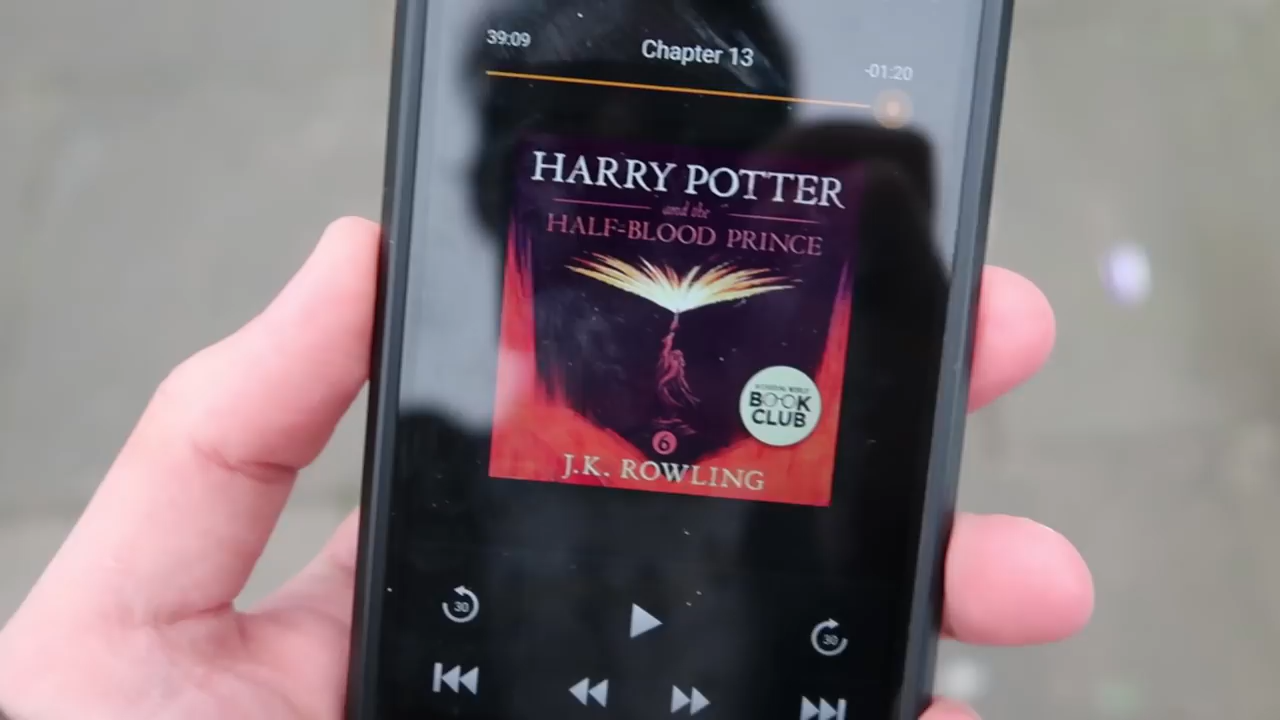 39:09 Chapter 13 -01:20
HARRY POTTER
and the
HALF-BLOOD PRINCE
BOOK
CLUB
6
J.K. ROWLING
30
30